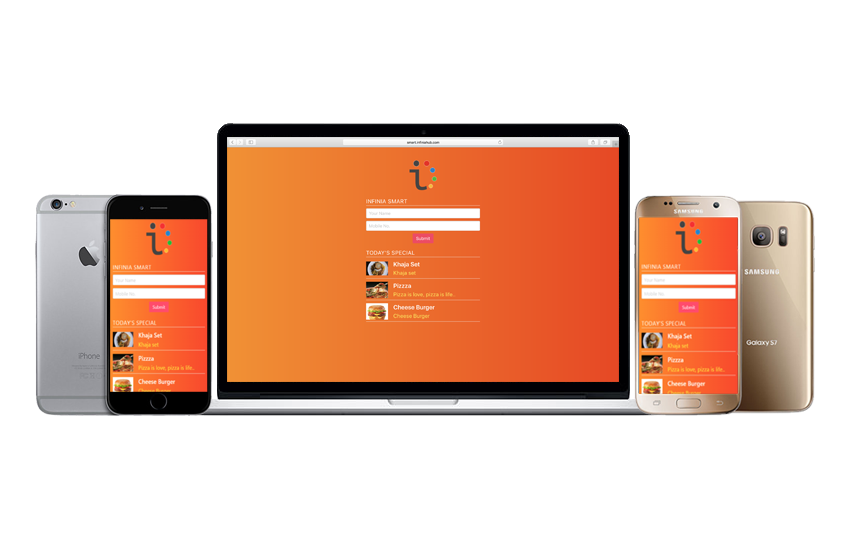 iPhone
INFINIA SMART
Your Name
Mobile No.
Submit
TODAY'S SPECIAL
Khaja Set
Khaja set
Pizzza
Pizza is love, pizza is life..
Cheese Burger
smart.infiniahub.com
INFINIA SMART
Your Name
Mobile No.
Submit
TODAY'S SPECIAL
Khaja Set
Khaja set
Pizzza
Pizza is love, pizza is life..
Cheese Burger
Cheese Burger
SAMSUNG
INFINIA SMART
Your Name
Mobile No.
Submit
TODAY'S SPECIAL
Khaja Set
Khaja set
Pizzza
Pizza is love, pizza is life..
Cheese Burger
SAMSUNG
Galaxy S7